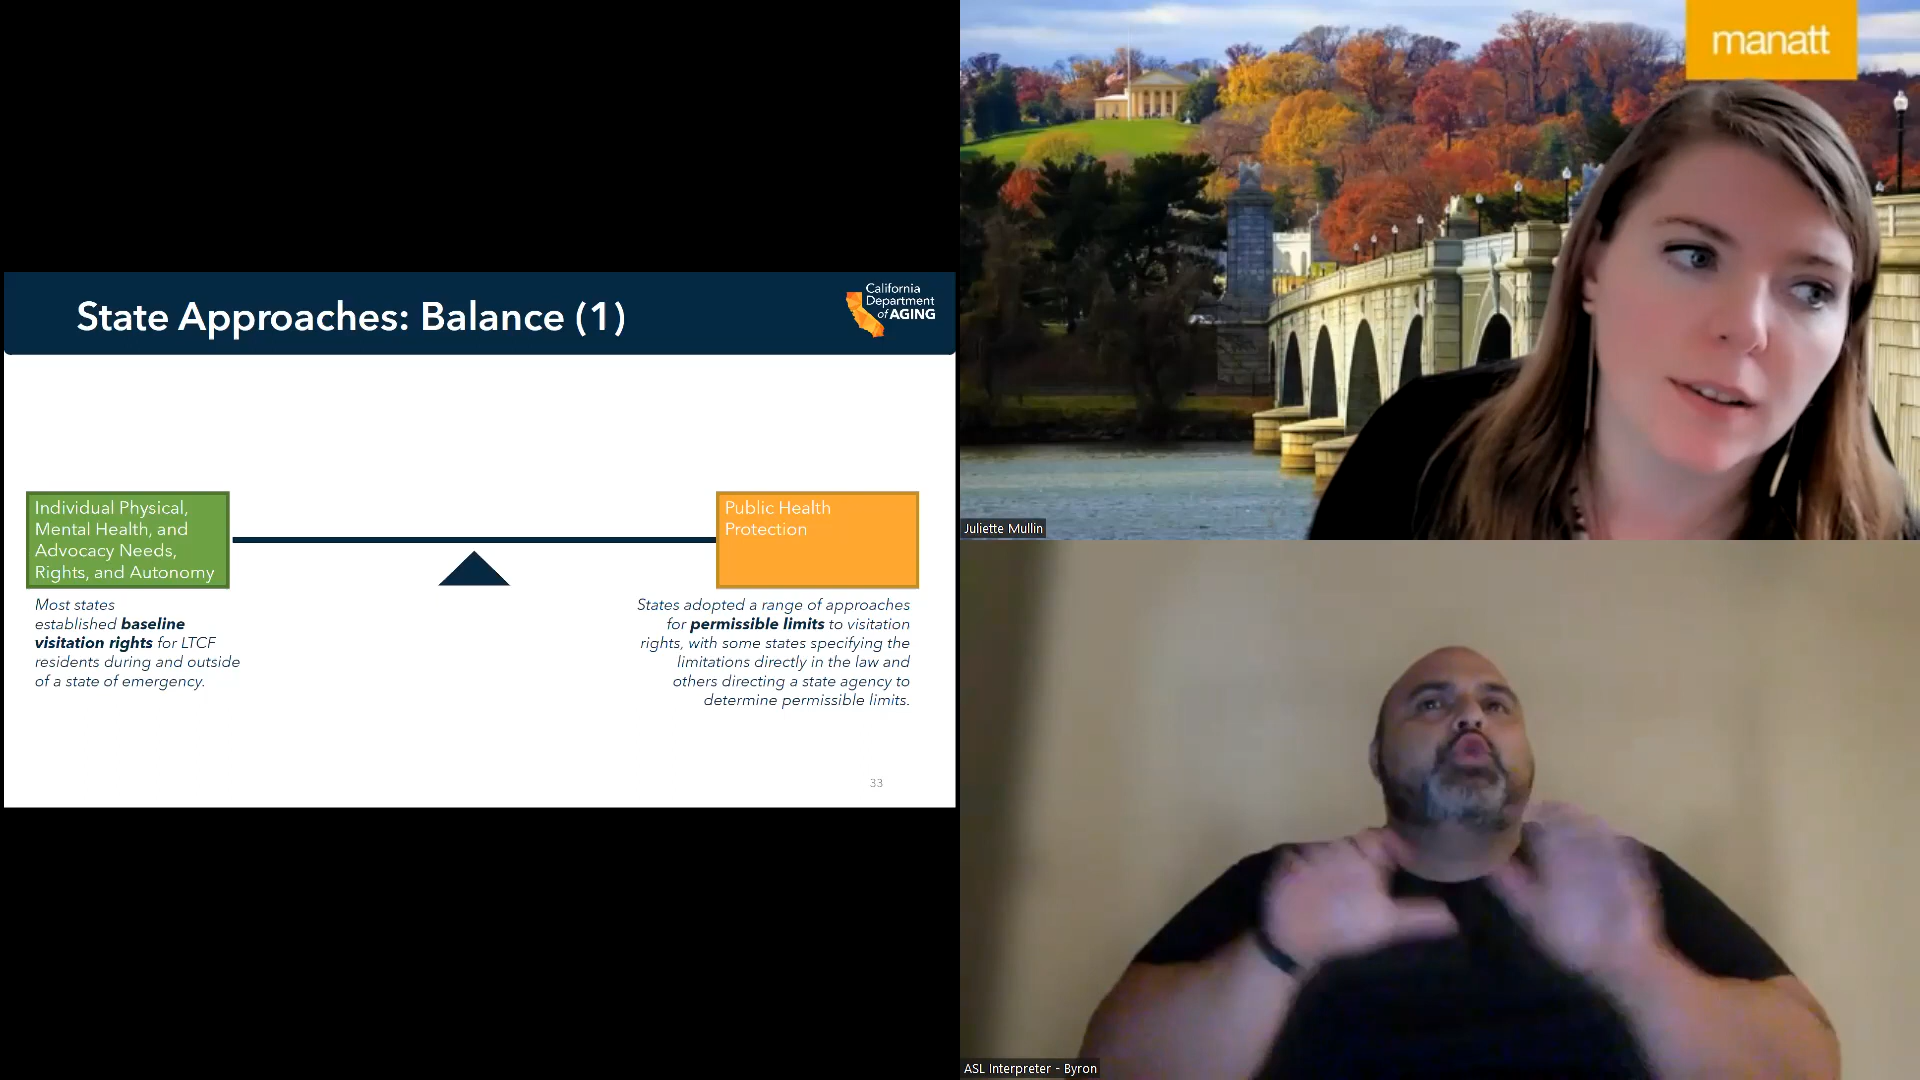 State Approaches: Balance (1)
California
Department
of AGING
Individual Physical,
Mental Health, and
Advocacy Needs,
Rights, and Autonomy
Public Health
Protection
Most states
established baseline
visitation rights for LTCF
residents during and outside
of a state of emergency.
States adopted a range of approaches
for permissible limits to visitation
rights, with some states specifying the
limitations directly in the law and
others directing a state agency to
determine permissible limits.
33
manatt
Juliette Mullin
ASL Interpreter - Byron